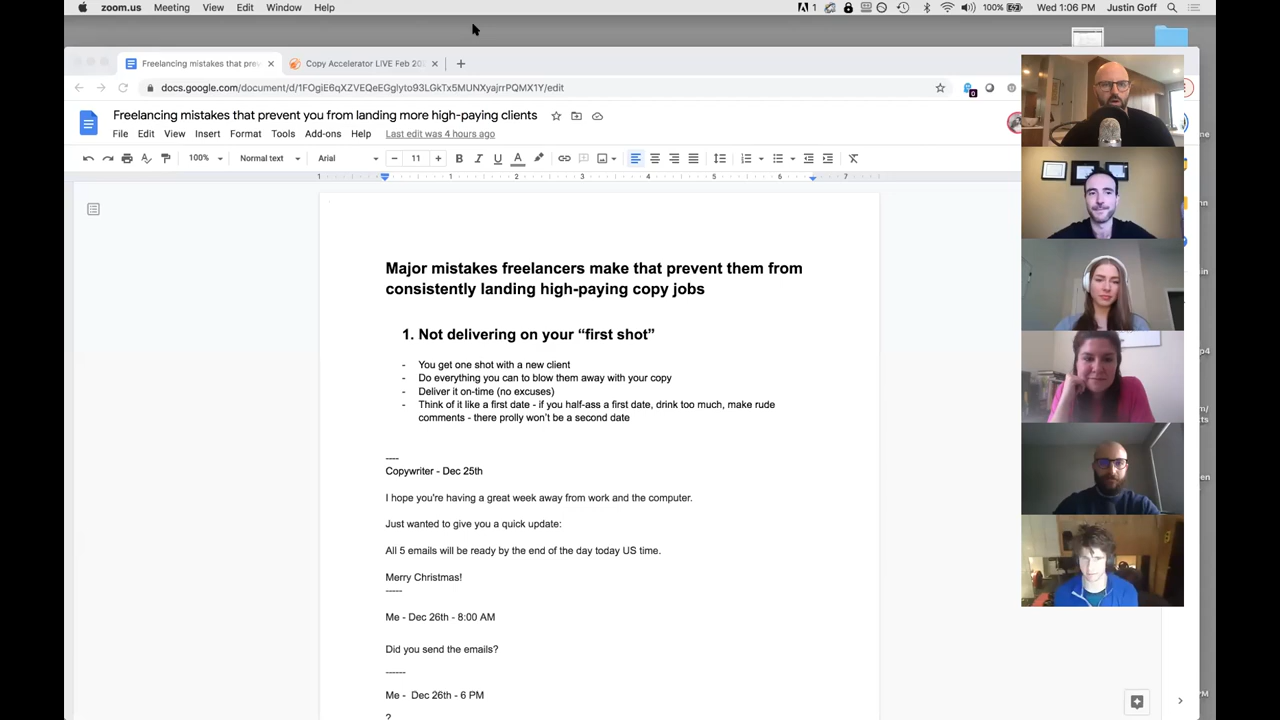 zoom.us Meeting View Edit Window Help
1 100% Wed 1:06 PM Justin Goff
Freelancing mistakes that prev
Copy Accelerator LIVE Feb 20
docs.google.com/document/d/1FOgiE6qXZVEQeEGglyto93LGkTx5MUNXyajrrPQMX1Y/edit
Freelancing mistakes that prevent you from landing more high-paying clients
File Edit View Insert Format Tools Add-ons Help Last edit was 4 hours ago
100% Normal text Arial 11
1 1 2 3 4 5 6 7
Major mistakes freelancers make that prevent them from
consistently landing high-paying copy jobs
1. Not delivering on your “first shot”
- You get one shot with a new client
- Do everything you can to blow them away with your copy
- Deliver it on-time (no excuses)
- Think of it like a first date - if you half-ass a first date, drink too much, make rude
comments - there prolly won’t be a second date
----
Copywriter - Dec 25th
I hope you're having a great week away from work and the computer.
Just wanted to give you a quick update:
All 5 emails will be ready by the end of the day today US time.
Merry Christmas!
-----
Me - Dec 26th - 8:00 AM
Did you send the emails?
------
Me - Dec 26th - 6 PM
?